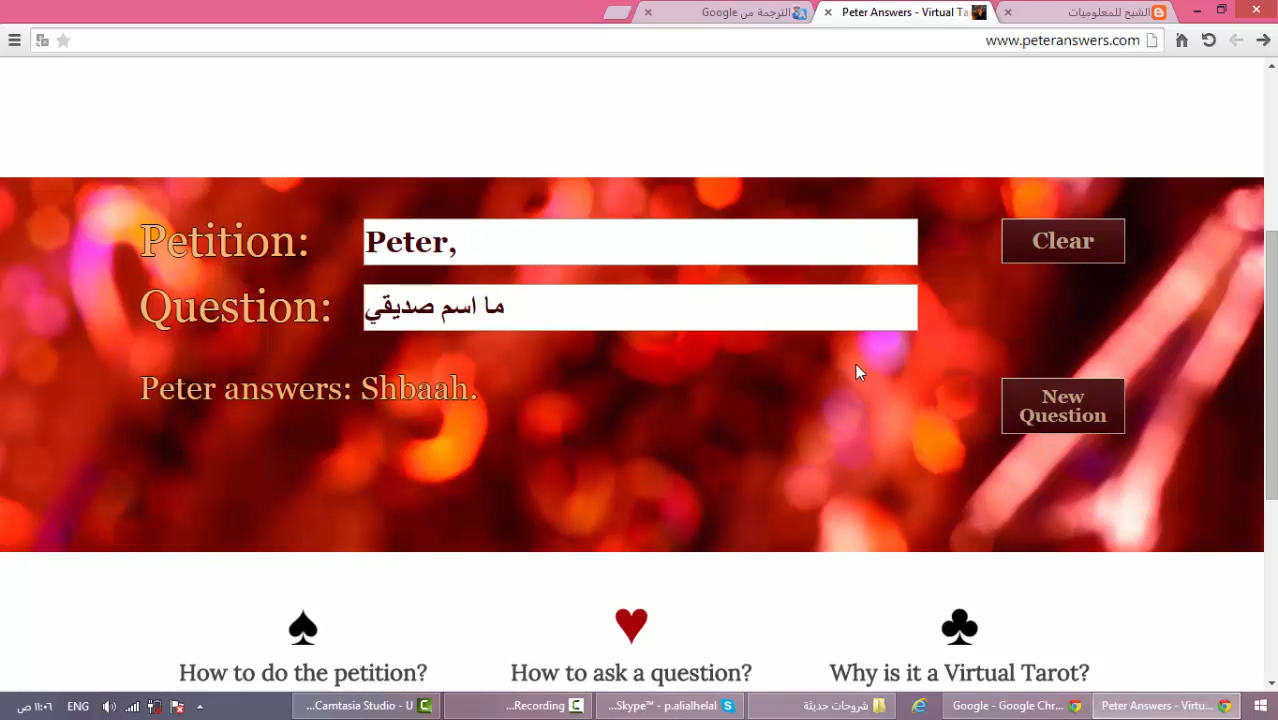 الترجمة من Google
Peter Answers - Virtual Ta
الشيخ للمعلوميات
www.peteranswers.com
Petition:
Peter,
Clear
Question:
ما اسم صديقي
Peter answers: Shbaah.
New
Question
♠
♥
♣
How to do the petition?
How to ask a question?
Why is it a Virtual Tarot?
١١:٠٦ ص
ENG
...Camtasia Studio - U
...Recording
...Skype™ - p.alialhelal
شروحات حديثة
Google - Google Chr...
Peter Answers - Virtu...